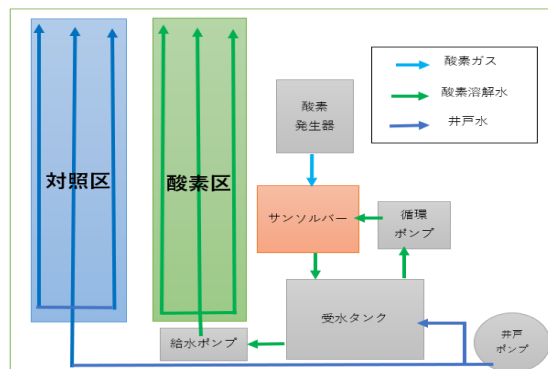 対照区
酸素区
酸素
発生器
酸素ガス
酸素溶解水
井戸水
サンソルバー
循環
ポンプ
受水タンク
給水ポンプ
井戸
ポンプ